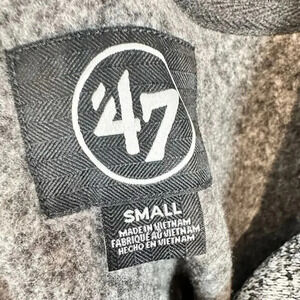 '47
SMALL
MADE IN VIETNAM
FABRIQUÉ AU VIETNAM
HECHO EN VIETNAM